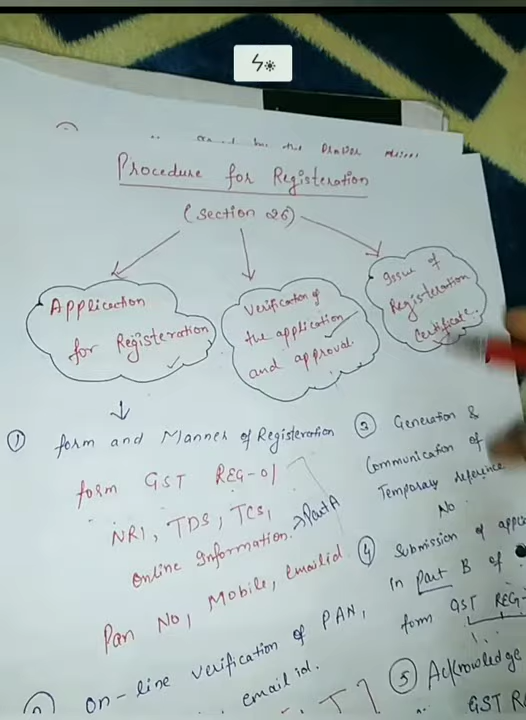 Procedure for Registeration
(Section 26)
Application
for Registeration
Verification of
the application
and approval.
Issue of
Registeration
Certificate.
① form and Manner of Registeration
form GST REG-01
NRI, TDS, TCS,
Online Information. Part A
Pan No, Mobile, emailid
on-line verification of PAN,
emailid.
② Generation &
Communication of
Temporary reference
No
④ Submission of
in Part B of
form GST REG-
⑤ Acknowledge
GST